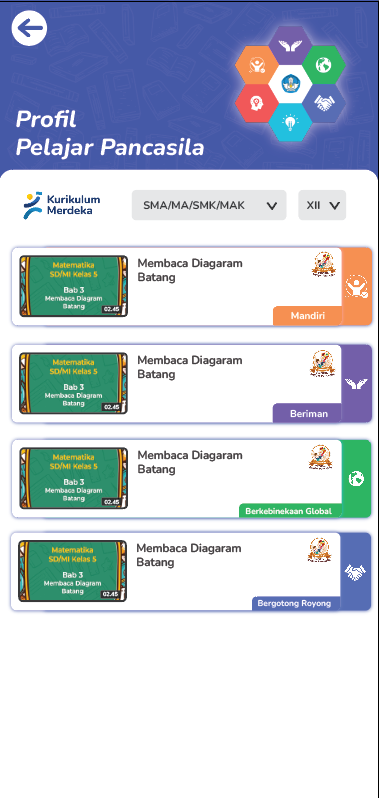 Profil
Pelajar Pancasila
Kurikulum
Merdeka
SMA/MA/SMK/MAK
XII
Matematika
SD/MI Kelas 5
Bab 3
Membaca Diagram
Batang
02.45
Membaca Diagaram
Batang
Mandiri
Matematika
SD/MI Kelas 5
Bab 3
Membaca Diagram
Batang
02.45
Membaca Diagaram
Batang
Beriman
Matematika
SD/MI Kelas 5
Bab 3
Membaca Diagram
Batang
02.45
Membaca Diagaram
Batang
Berkebinekaan Global
Matematika
SD/MI Kelas 5
Bab 3
Membaca Diagram
Batang
02.45
Membaca Diagaram
Batang
Bergotong Royong